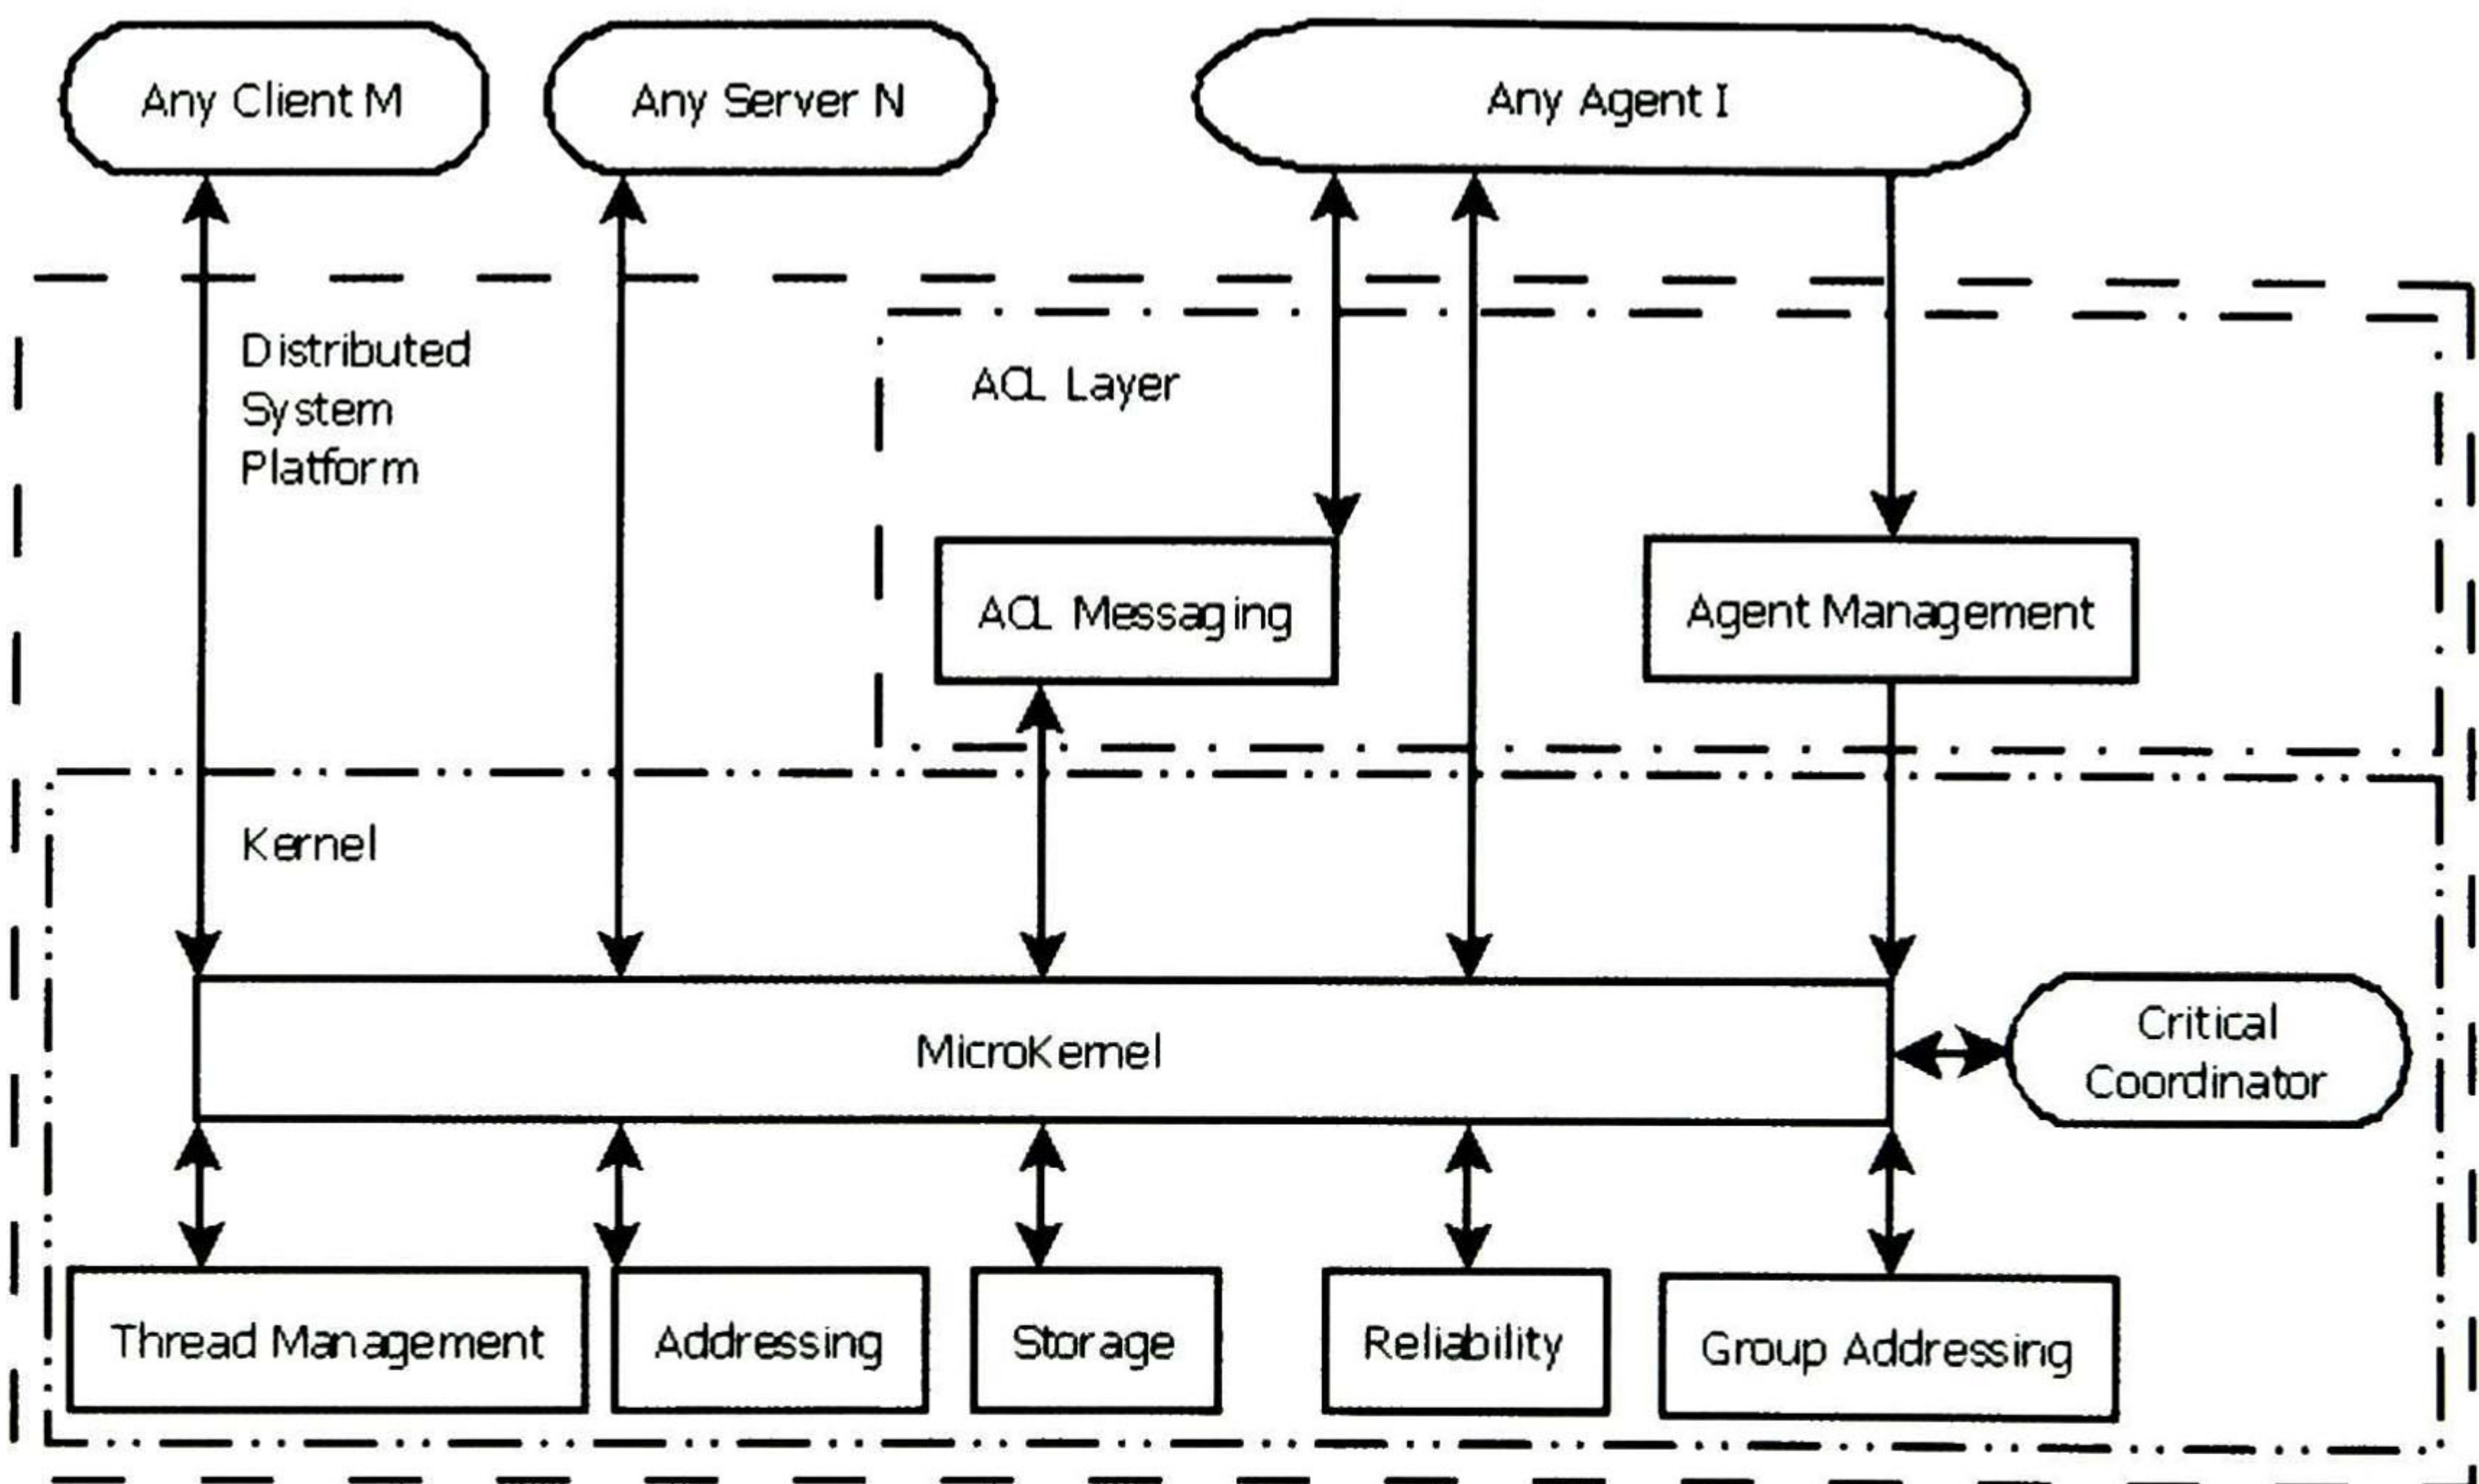 Any Client M
Any Server N
Any Agent I
Distributed
System
Platform
ACL Layer
ACL Messaging
Agent Management
Kernel
MicroKernel
Critical
Coordinator
Thread Management
Addressing
Storage
Reliability
Group Addressing